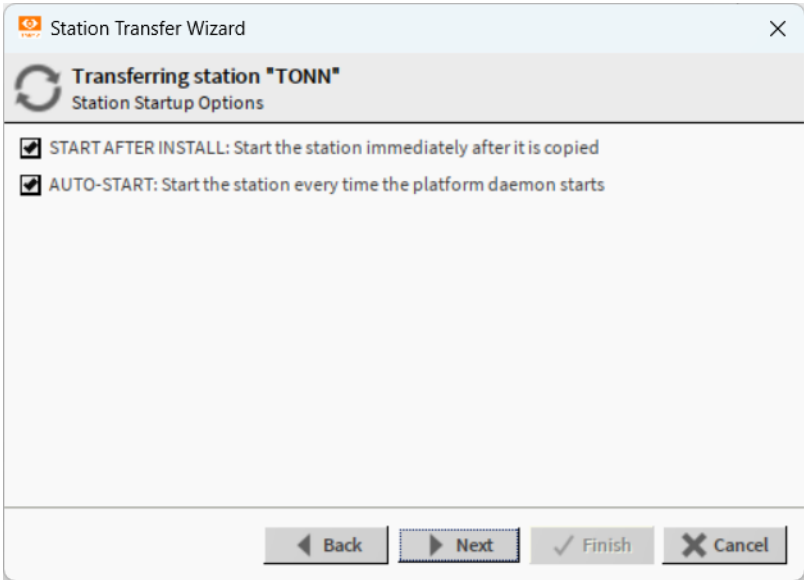 Station Transfer Wizard
Transferring station "TONN"
Station Startup Options
START AFTER INSTALL: Start the station immediately after it is copied
AUTO-START: Start the station every time the platform daemon starts
Back
Next
Finish
Cancel